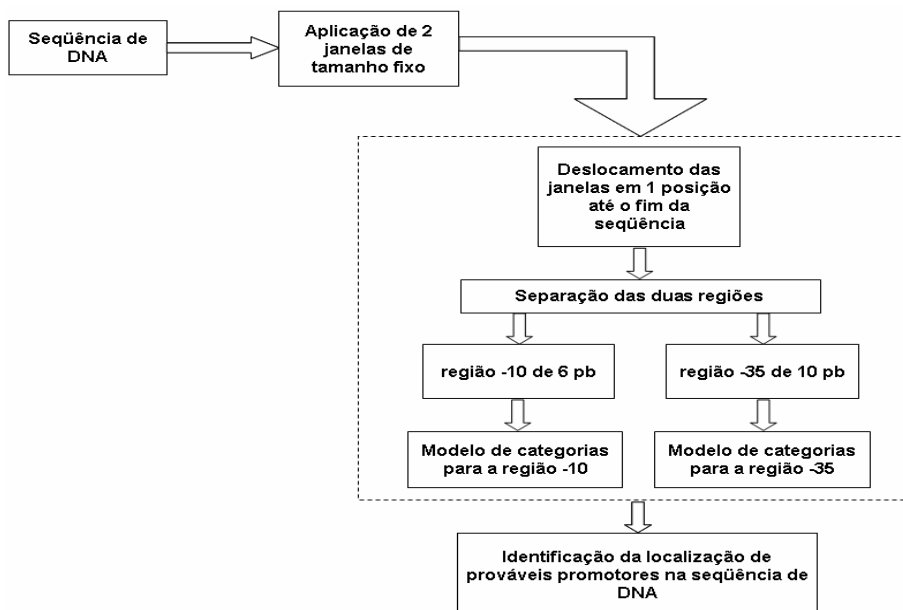 Seqüência de
DNA
Aplicação de 2
janelas de
tamanho fixo
Deslocamento das
janelas em 1 posição
até o fim da
seqüência
Separação das duas regiões
região -10 de 6 pb
região -35 de 10 pb
Modelo de categorias
para a região -10
Modelo de categorias
para a região -35
Identificação da localização de
prováveis promotores na seqüência de
DNA